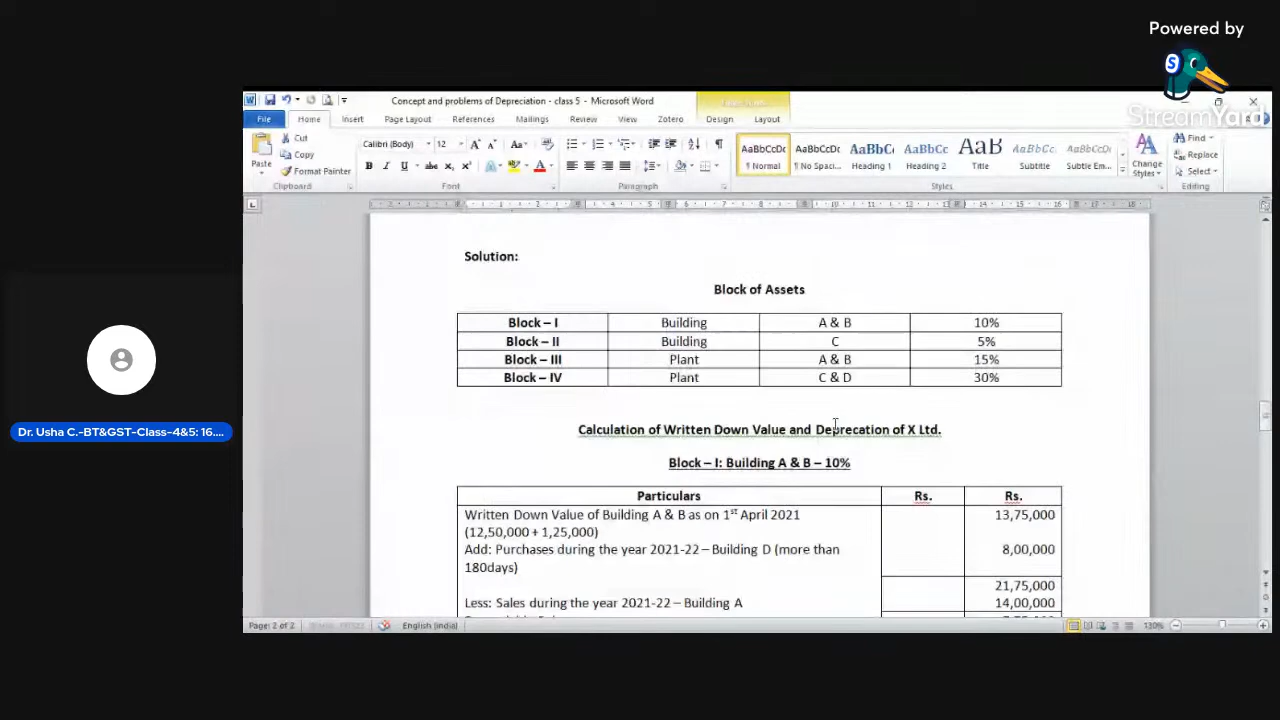 Powered by
StreamYard
Concept and problems of Depreciation - class 5 - Microsoft Word
File Home Insert Page Layout References Mailings Review View Zotero Design Layout
Paste
Cut
Copy
Format Painter
Calibri (Body) 12
AaBbCcDc AaBbCcDc AaBbCc AaBbCc AaB AaBbCc. AaBbCcDc
¶ Normal ¶ No Spaci... Heading 1 Heading 2 Title Subtitle Subtle Em...
Change Styles
Find
Replace
Select
Clipboard Font Paragraph Styles Editing
Solution:
Block of Assets
Block – I Building A & B 10%
Block – II Building C 5%
Block – III Plant A & B 15%
Block – IV Plant C & D 30%
Calculation of Written Down Value and Deprecation of X Ltd.
Block – I: Building A & B – 10%
Particulars Rs. Rs.
Written Down Value of Building A & B as on 1st April 2021 13,75,000
(12,50,000 + 1,25,000)
Add: Purchases during the year 2021-22 – Building D (more than 8,00,000
180days)
21,75,000
Less: Sales during the year 2021-22 – Building A 14,00,000
Page: 2 of 2 English (India) 130%
Dr. Usha C.-BT&GST-Class-4&5: 16....